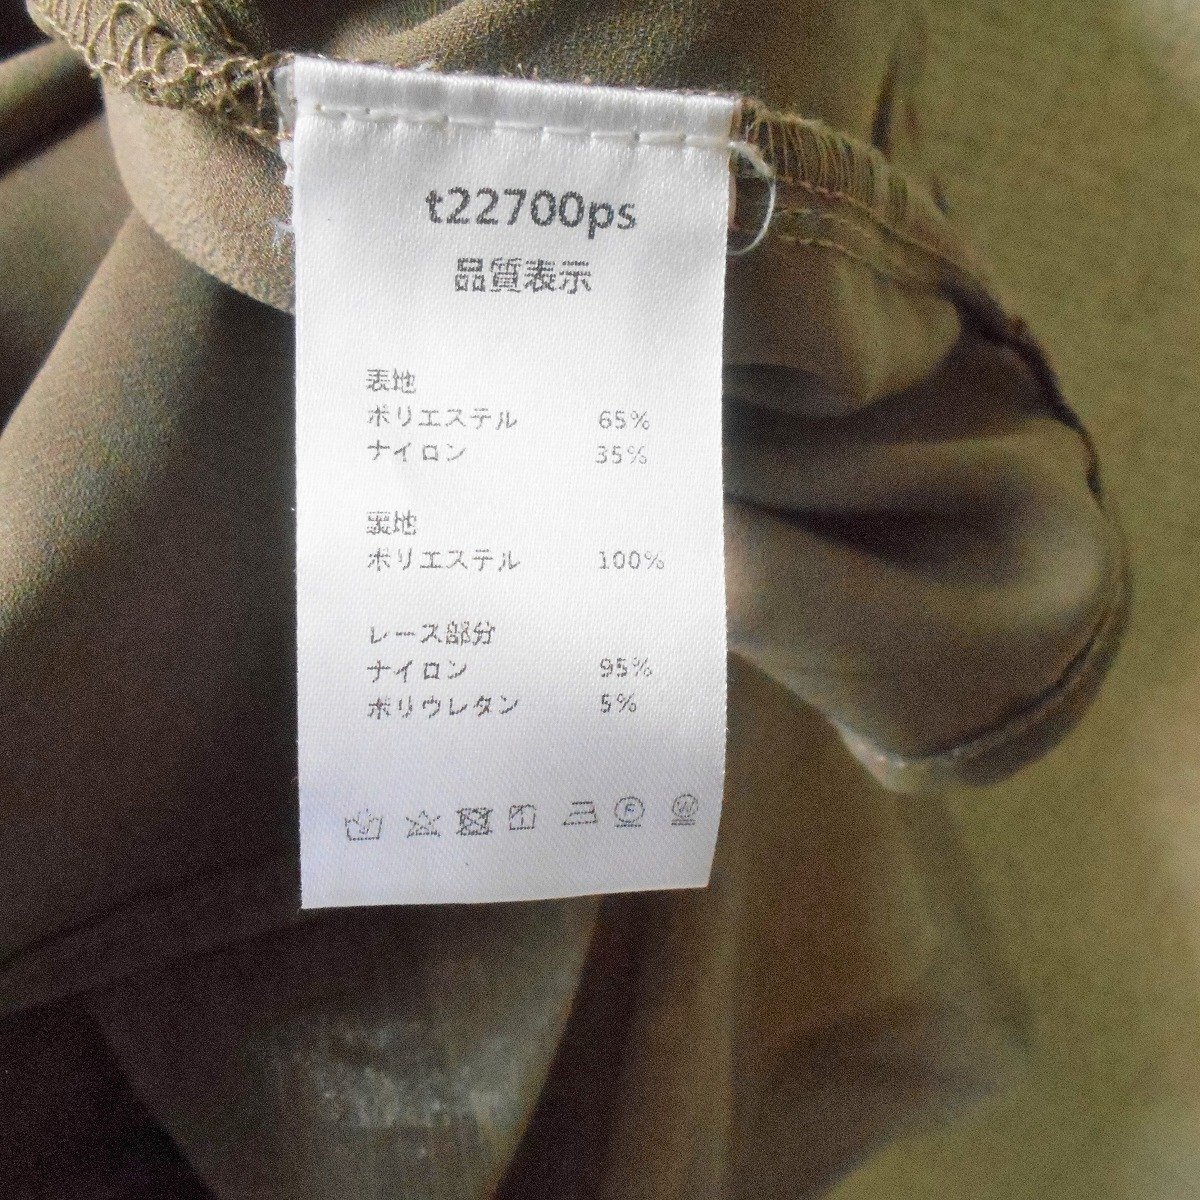 t22700ps
品質表示
表地
ポリエステル 65%
ナイロン 35%
裏地
ポリエステル 100%
レース部分
ナイロン 95%
ポリウレタン 5%
F W